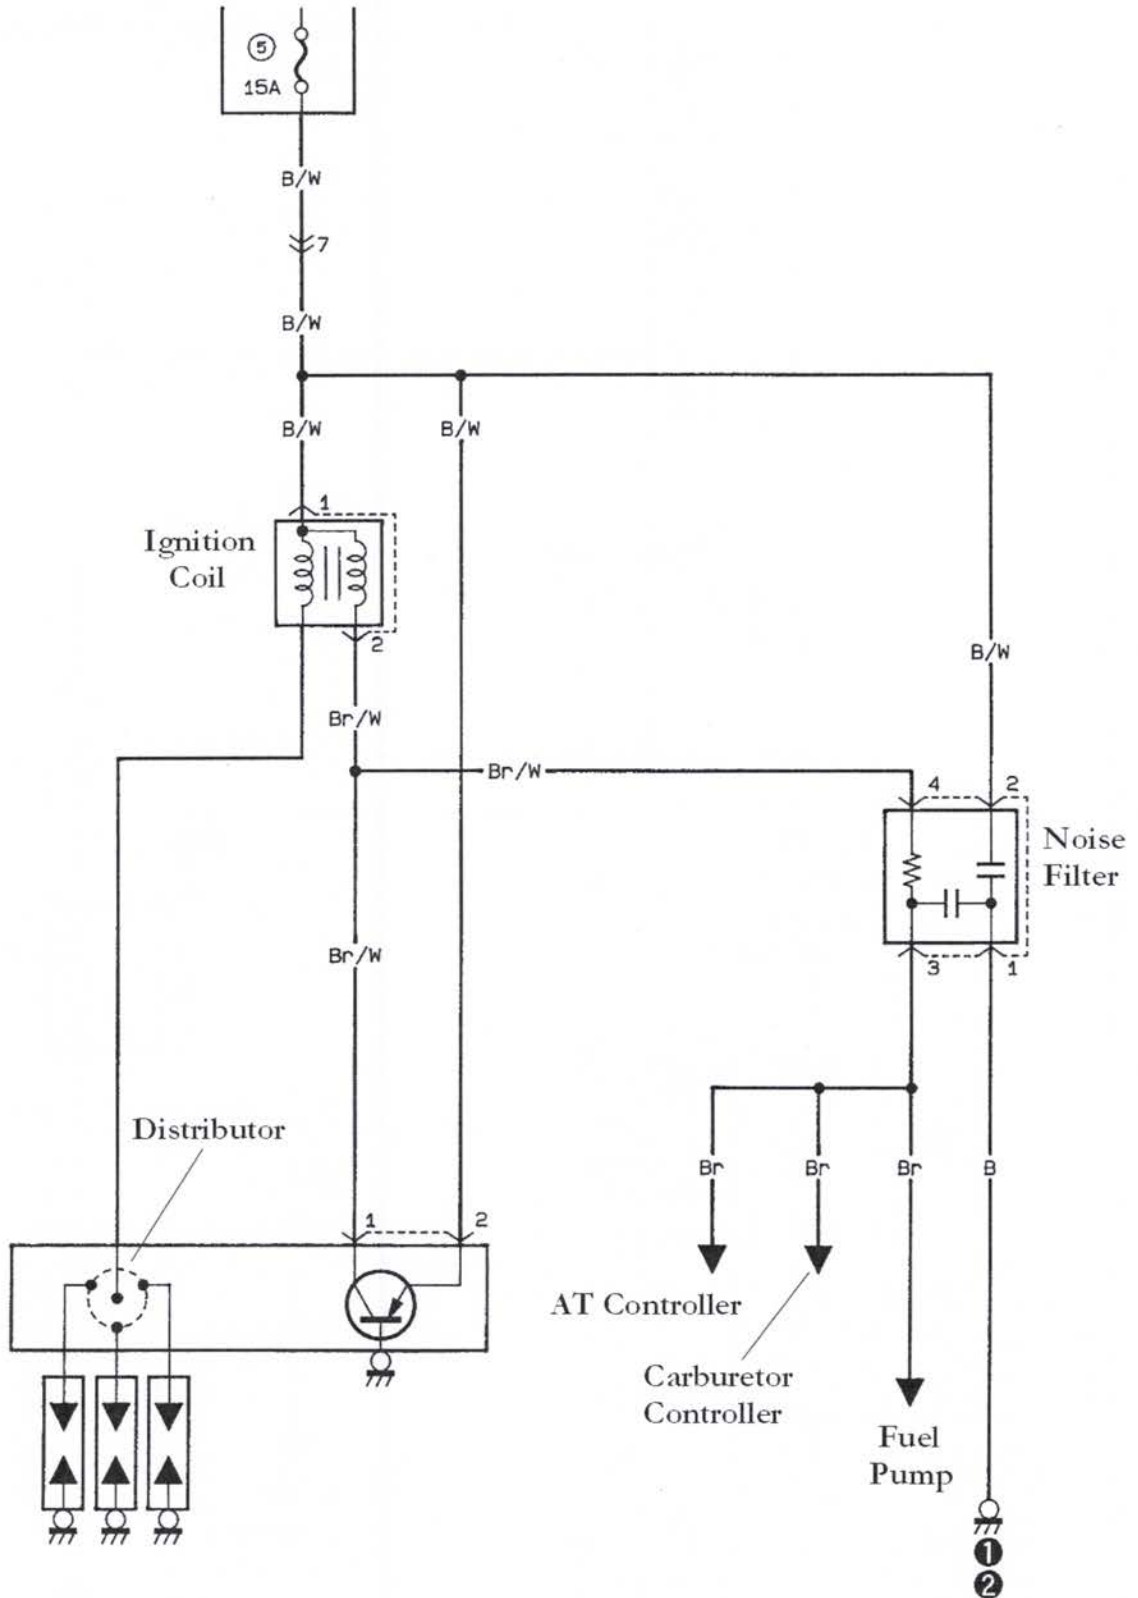 5
15A
B/W
7
B/W
B/W
B/W
1
Ignition
Coil
2
B/W
Br/W
Br/W
4
2
Noise
Filter
Br/W
3
1
Distributor
Br
Br
Br
B
1
2
AT Controller
Carburetor
Controller
Fuel
Pump
1
2